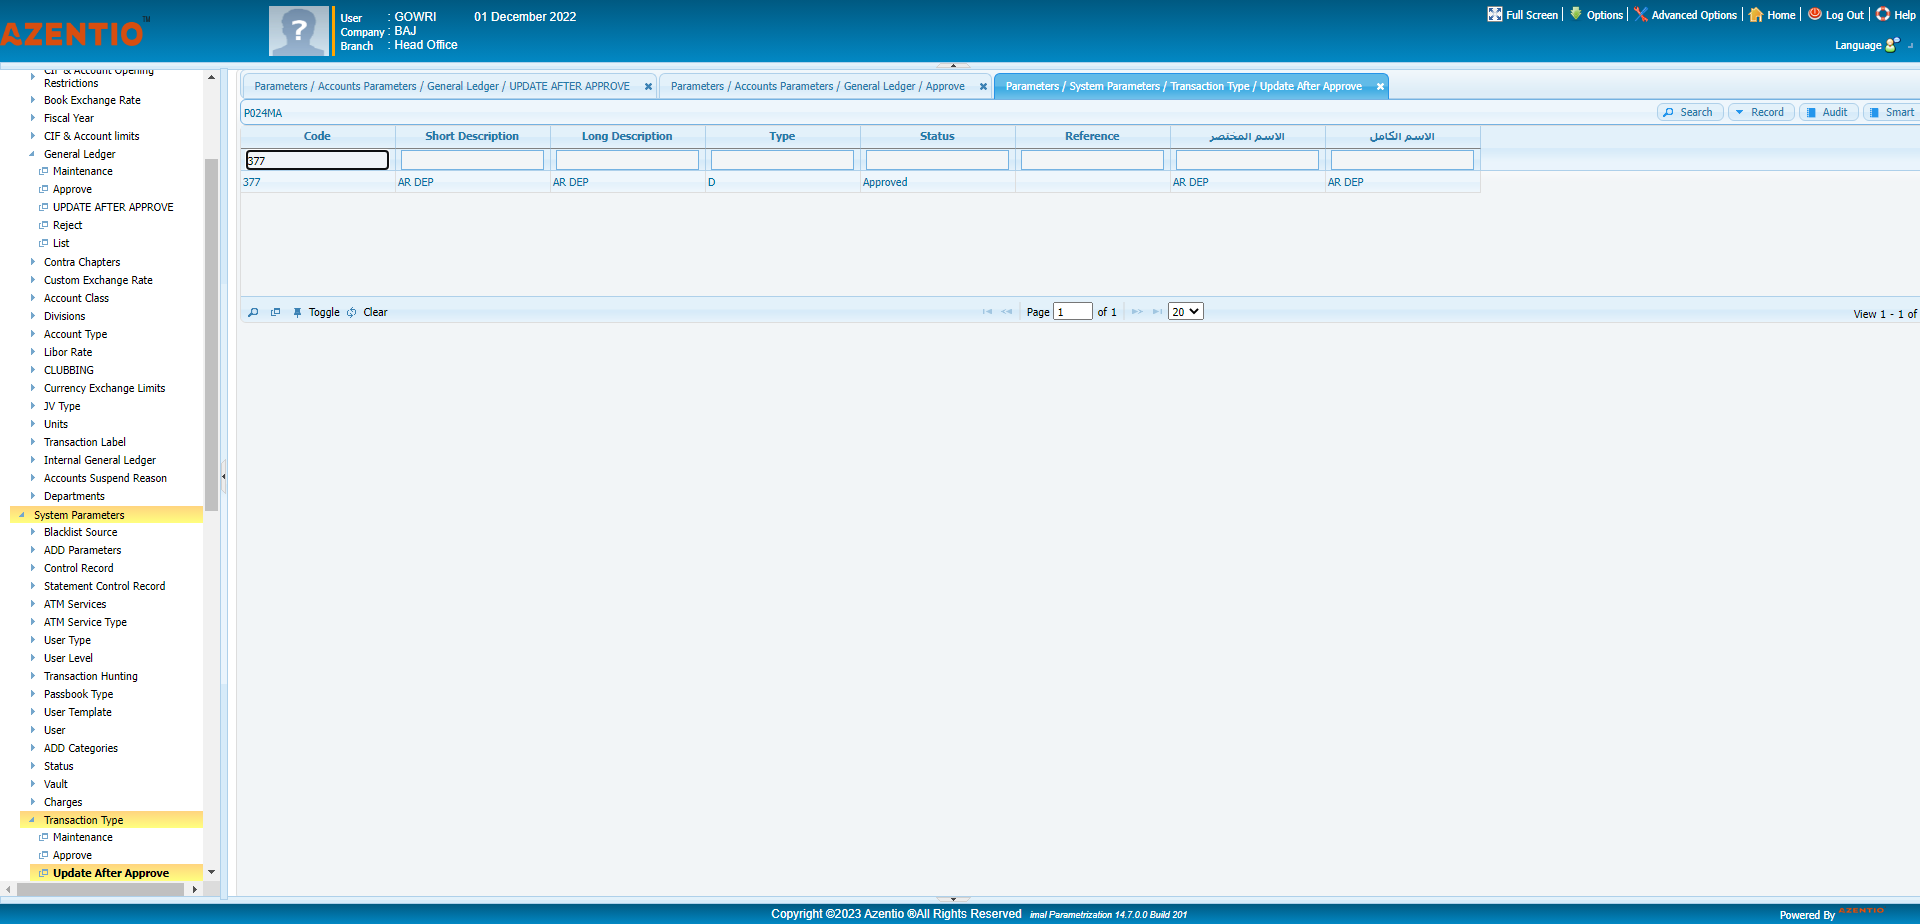 AZENTIO™
User : GOWRI 01 December 2022
Company : BAJ
Branch : Head Office
Full Screen | Options | Advanced Options | Home | Log Out | Help
Language
CIF & Account Opening
Restrictions
Book Exchange Rate
Fiscal Year
CIF & Account limits
General Ledger
Maintenance
Approve
UPDATE AFTER APPROVE
Reject
List
Contra Chapters
Custom Exchange Rate
Account Class
Divisions
Account Type
Libor Rate
CLUBBING
Currency Exchange Limits
JV Type
Units
Transaction Label
Internal General Ledger
Accounts Suspend Reason
Departments
System Parameters
Blacklist Source
ADD Parameters
Control Record
Statement Control Record
ATM Services
ATM Service Type
User Type
User Level
Transaction Hunting
Passbook Type
User Template
User
ADD Categories
Status
Vault
Charges
Transaction Type
Maintenance
Approve
Update After Approve
Parameters / Accounts Parameters / General Ledger / UPDATE AFTER APPROVE Parameters / Accounts Parameters / General Ledger / Approve Parameters / System Parameters / Transaction Type / Update After Approve
P024MA Search Record Audit Smart
Code Short Description Long Description Type Status Reference الاسم المختصر الاسم الكامل
377
377 AR DEP AR DEP D Approved AR DEP AR DEP
Toggle Clear Page 1 of 1 20 View 1 - 1 of
Copyright ©2023 Azentio ®All Rights Reserved imal Parametrization 14.7.0.0 Build 201
Powered By AZENTIO